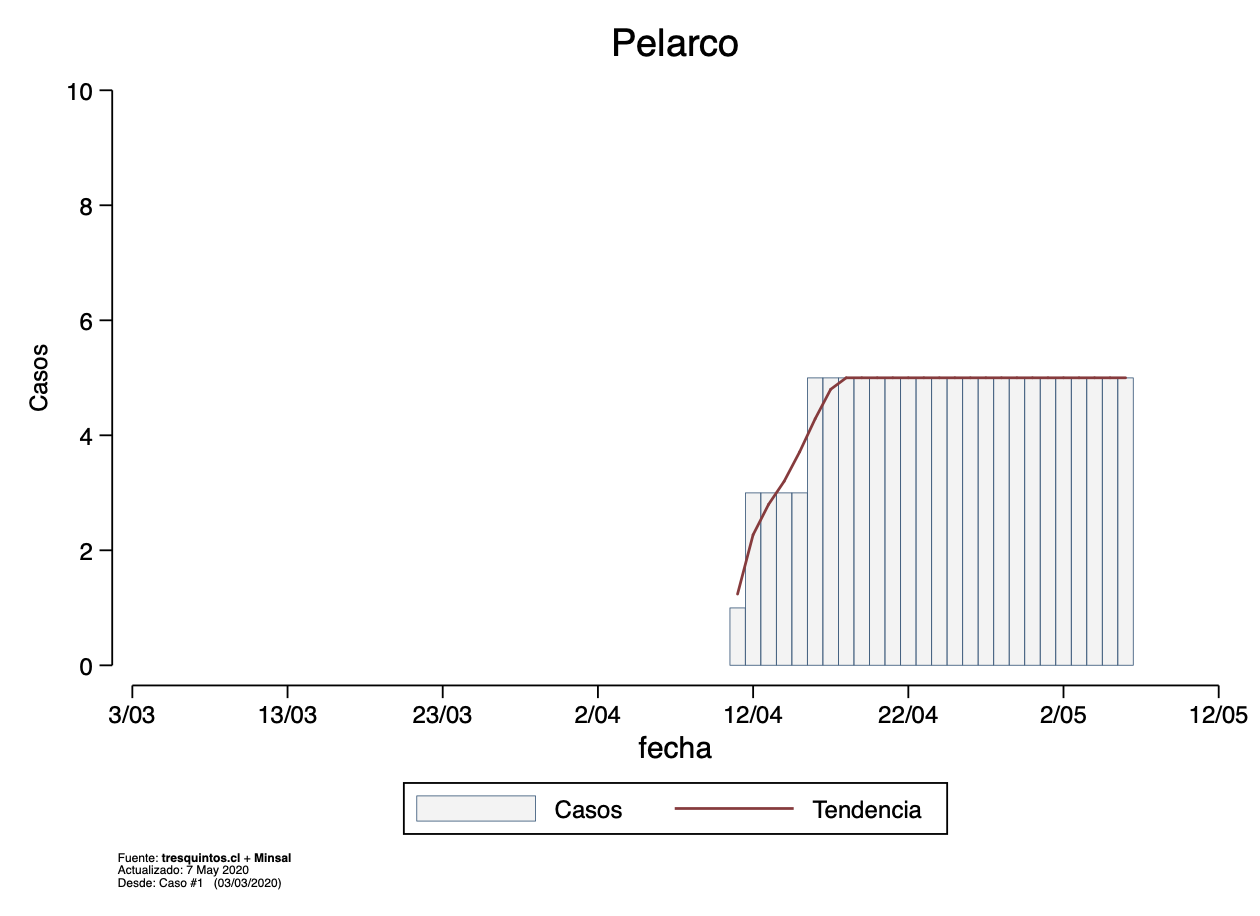 Pelarco
10
8
6
4
2
0
Casos
3/03 13/03 23/03 2/04 12/04 22/04 2/05 12/05
fecha
Casos Tendencia
Fuente: tresquintos.cl + Minsal
Actualizado: 7 May 2020
Desde: Caso #1 (03/03/2020)